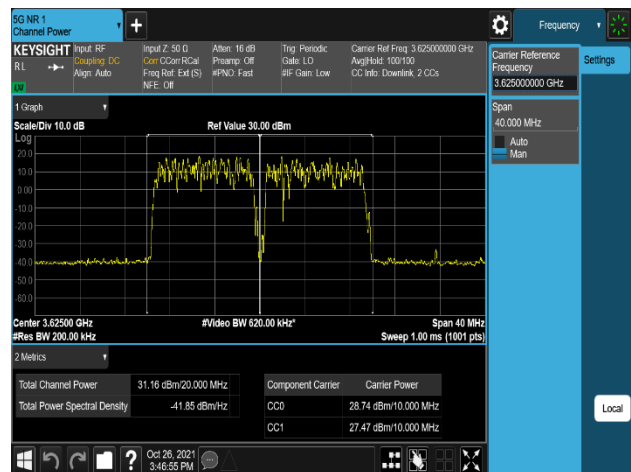 5G NR 1
Channel Power
Frequency
KEYSIGHT
Input: RF
Coupling: DC
Align: Auto
Input Z: 50 Ω
Corr CCorr RCal
Freq Ref: Ext (S)
NFE: Off
Atten: 16 dB
Preamp: Off
#PNO: Fast
Trig: Periodic
Gate: LO
#IF Gain: Low
Carrier Ref Freq: 3.625000000 GHz
Avg|Hold: 100/100
CC Info: Downlink, 2 CCs
R L
Carrier Reference
Frequency
3.625000000 GHz
Settings
Span
40.000 MHz
Auto
Man
1 Graph
Scale/Div 10.0 dB
Ref Value 30.00 dBm
Log
20.0
10.0
0.00
-10.0
-20.0
-30.0
-40.0
-50.0
-60.0
Center 3.62500 GHz
#Video BW 620.00 kHz*
Span 40 MHz
#Res BW 200.00 kHz
Sweep 1.00 ms (1001 pts)
2 Metrics
Total Channel Power 31.16 dBm/20.000 MHz
Total Power Spectral Density -41.85 dBm/Hz
Component Carrier Carrier Power
CC0 28.74 dBm/10.000 MHz
CC1 27.47 dBm/10.000 MHz
Local
?
Oct 26, 2021
3:46:55 PM